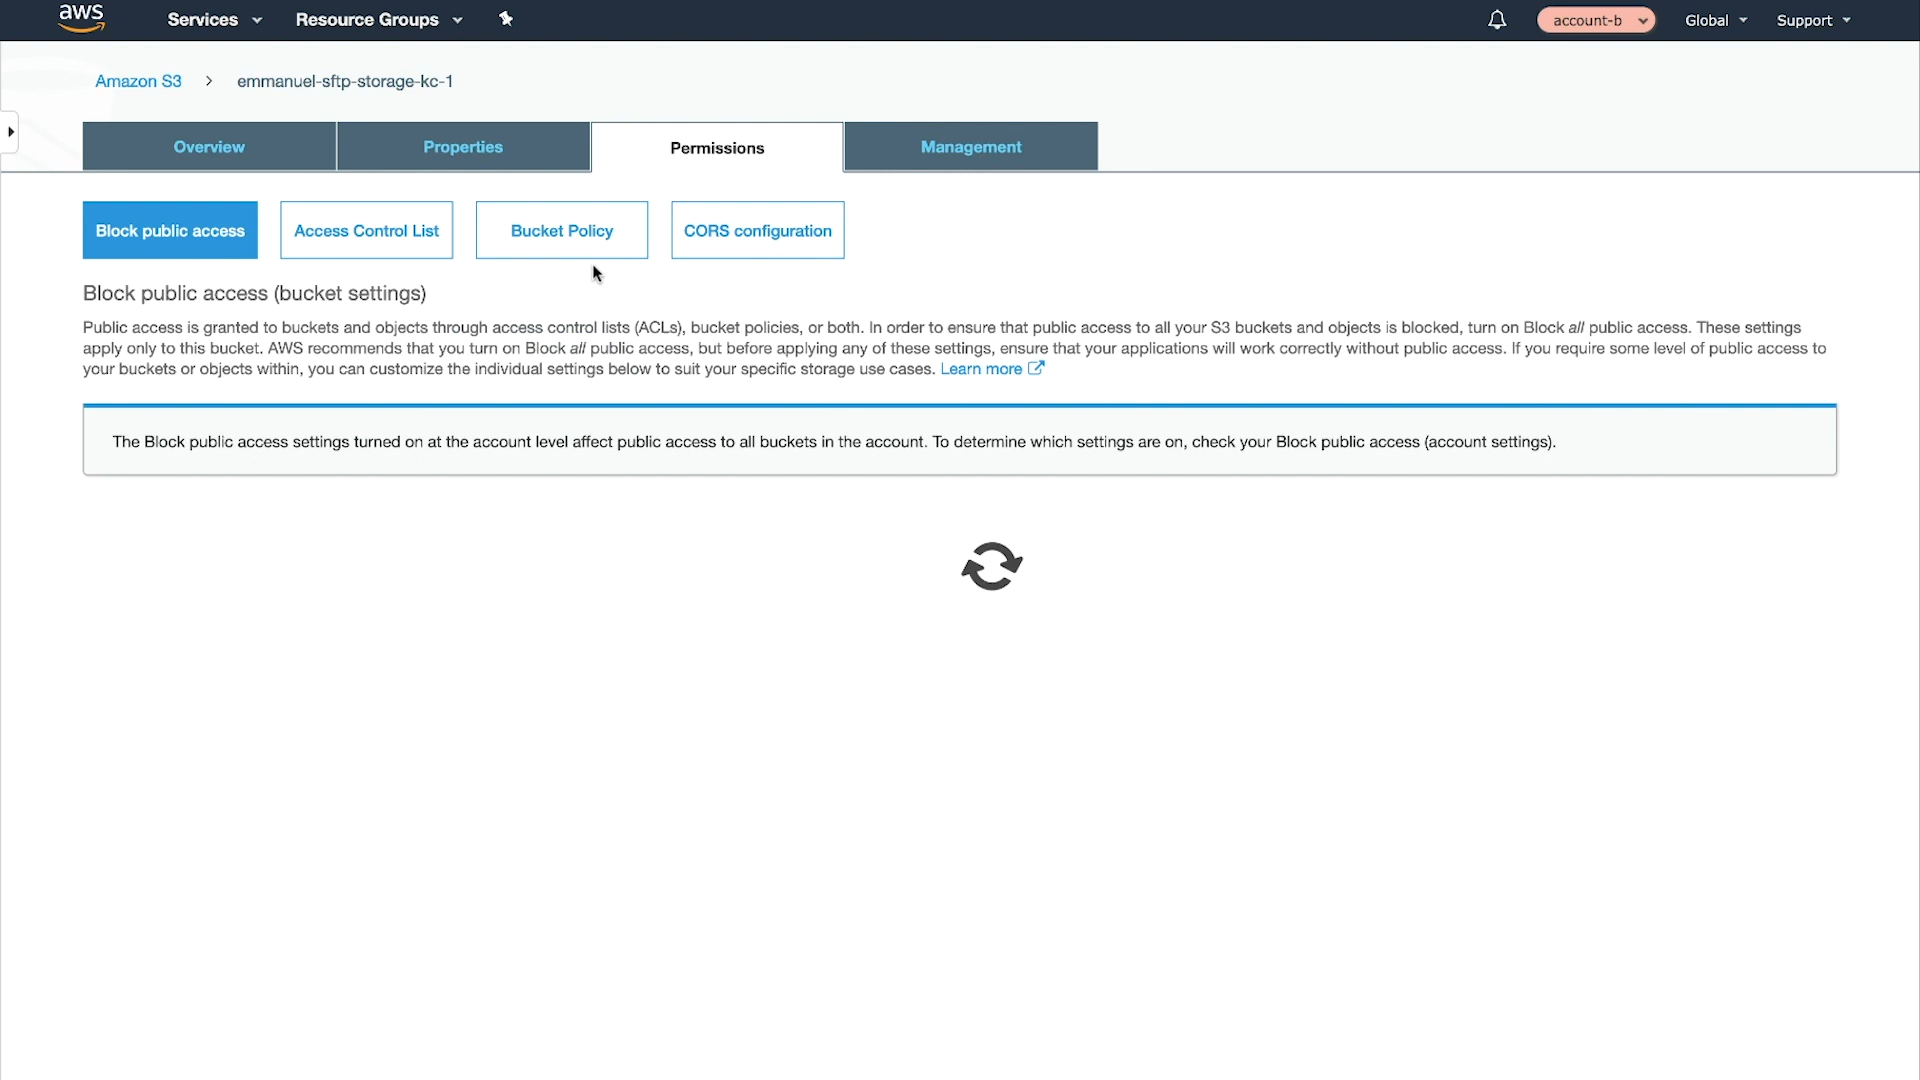 aws Services Resource Groups account-b Global Support
Amazon S3 > emmanuel-sftp-storage-kc-1
Overview Properties Permissions Management
Block public access Access Control List Bucket Policy CORS configuration
Block public access (bucket settings)
Public access is granted to buckets and objects through access control lists (ACLs), bucket policies, or both. In order to ensure that public access to all your S3 buckets and objects is blocked, turn on Block all public access. These settings
apply only to this bucket. AWS recommends that you turn on Block all public access, but before applying any of these settings, ensure that your applications will work correctly without public access. If you require some level of public access to
your buckets or objects within, you can customize the individual settings below to suit your specific storage use cases. Learn more
The Block public access settings turned on at the account level affect public access to all buckets in the account. To determine which settings are on, check your Block public access (account settings).